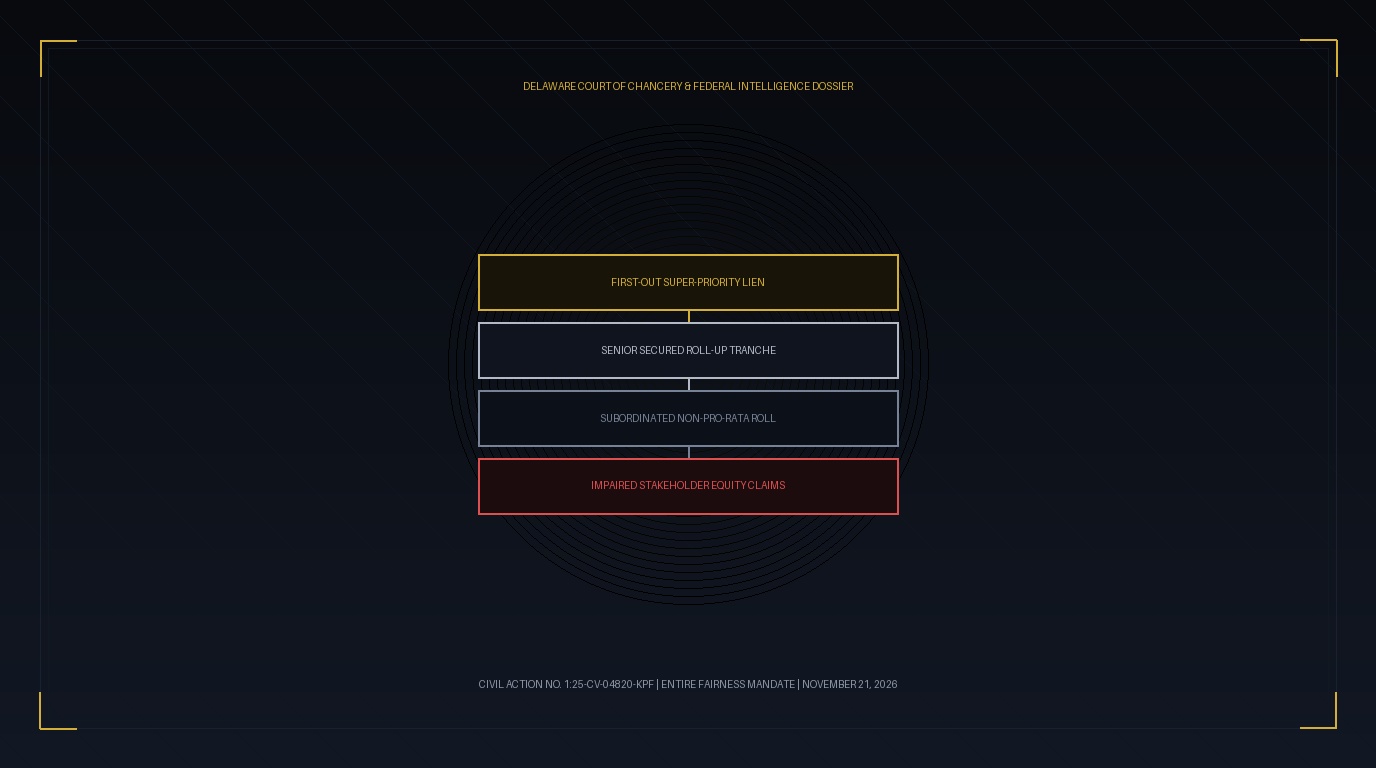 DELAWARE COURT OF CHANCERY & FEDERAL INTELLIGENCE DOSSIER
FIRST-OUT SUPER-PRIORITY LIEN
SENIOR SECURED ROLL-UP TRANCHE
SUBORDINATED NON-PRO-RATA ROLL
IMPAIRED STAKEHOLDER EQUITY CLAIMS
CIVIL ACTION NO. 1:25-CV-04820-KPF | ENTIRE FAIRNESS MANDATE | NOVEMBER 21, 2026